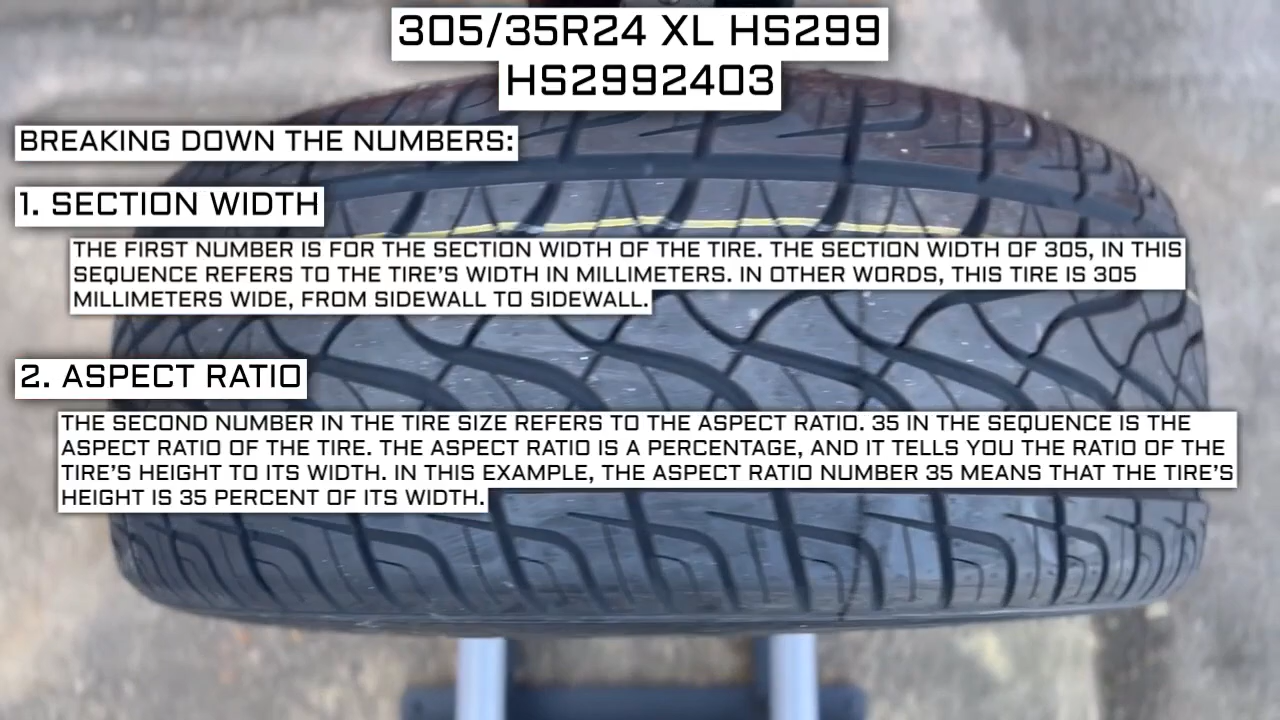 305/35R24 XL HS299
HS2992403
BREAKING DOWN THE NUMBERS:
1. SECTION WIDTH
THE FIRST NUMBER IS FOR THE SECTION WIDTH OF THE TIRE. THE SECTION WIDTH OF 305, IN THIS
SEQUENCE REFERS TO THE TIRE'S WIDTH IN MILLIMETERS. IN OTHER WORDS, THIS TIRE IS 305
MILLIMETERS WIDE, FROM SIDEWALL TO SIDEWALL.
2. ASPECT RATIO
THE SECOND NUMBER IN THE TIRE SIZE REFERS TO THE ASPECT RATIO. 35 IN THE SEQUENCE IS THE
ASPECT RATIO OF THE TIRE. THE ASPECT RATIO IS A PERCENTAGE, AND IT TELLS YOU THE RATIO OF THE
TIRE'S HEIGHT TO ITS WIDTH. IN THIS EXAMPLE, THE ASPECT RATIO NUMBER 35 MEANS THAT THE TIRE'S
HEIGHT IS 35 PERCENT OF ITS WIDTH.